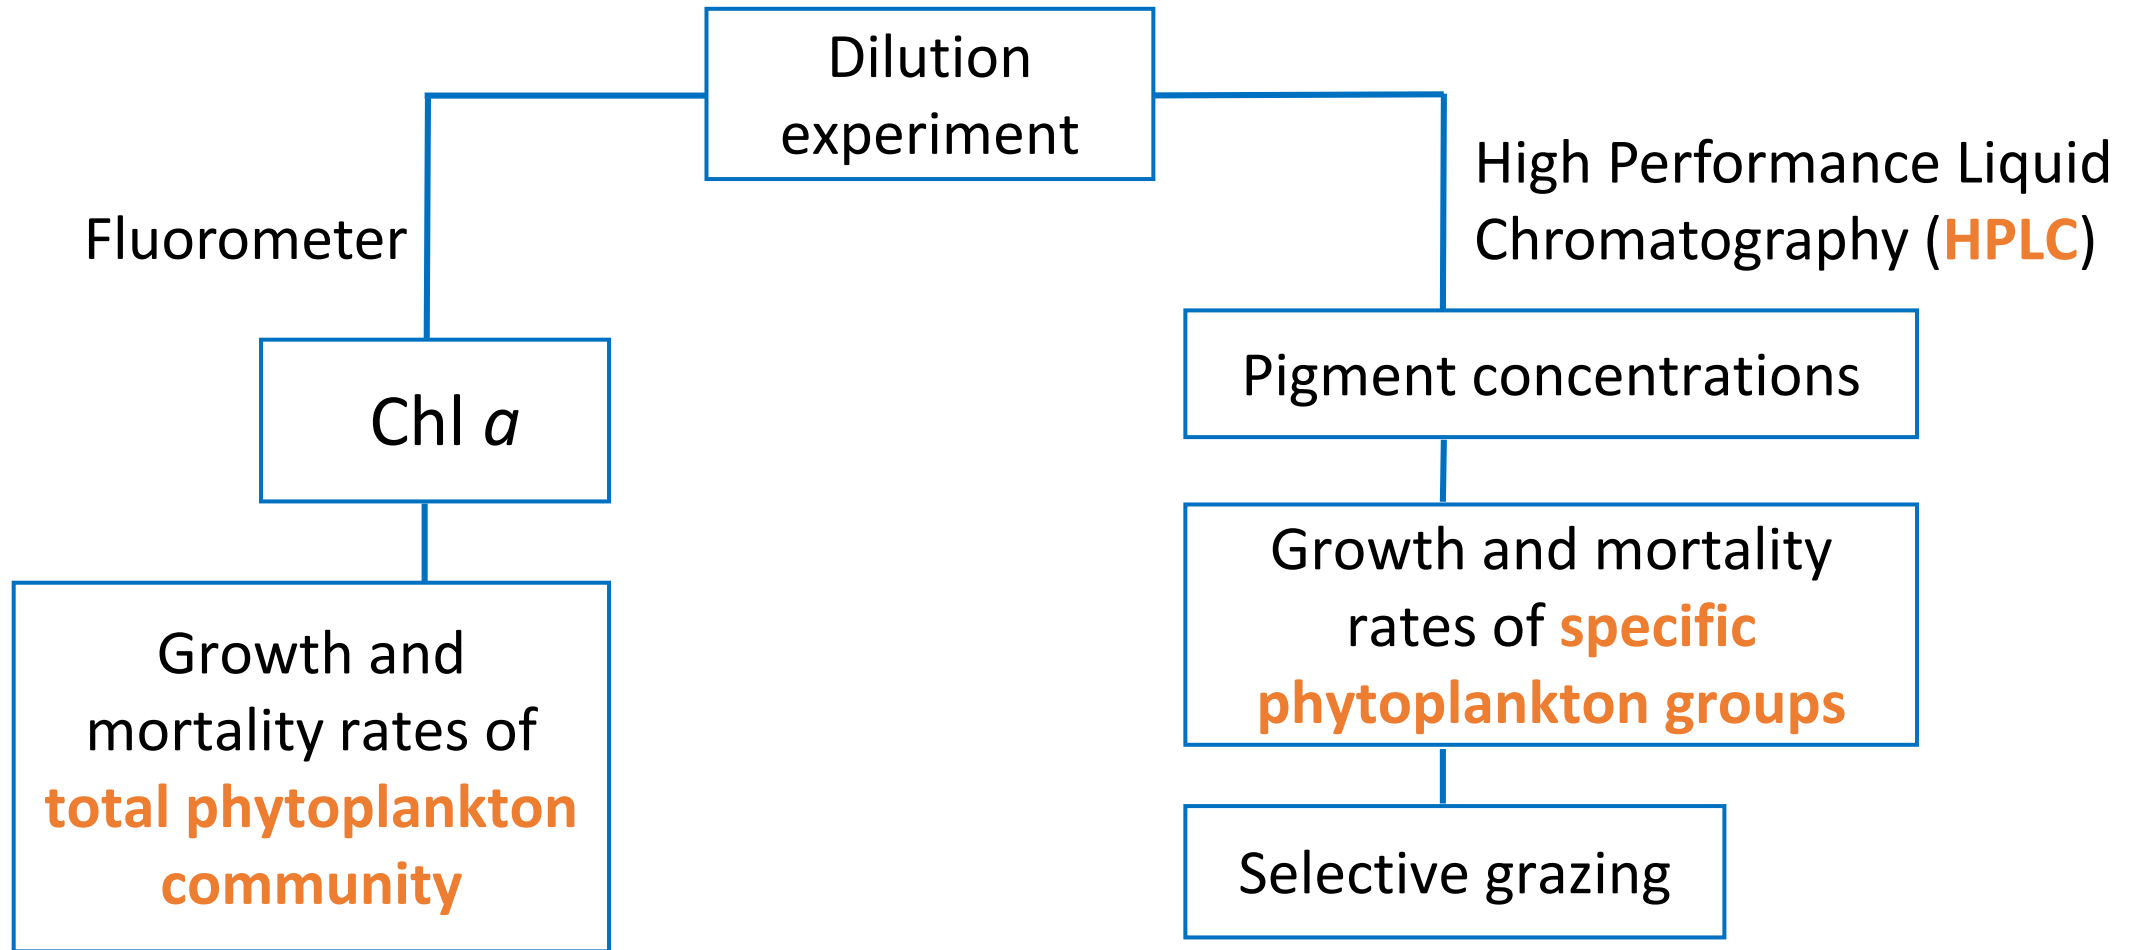 Dilution
experiment
Fluorometer
High Performance Liquid
Chromatography (HPLC)
Chl a
Pigment concentrations
Growth and
mortality rates of
total phytoplankton
community
Growth and mortality
rates of specific
phytoplankton groups
Selective grazing